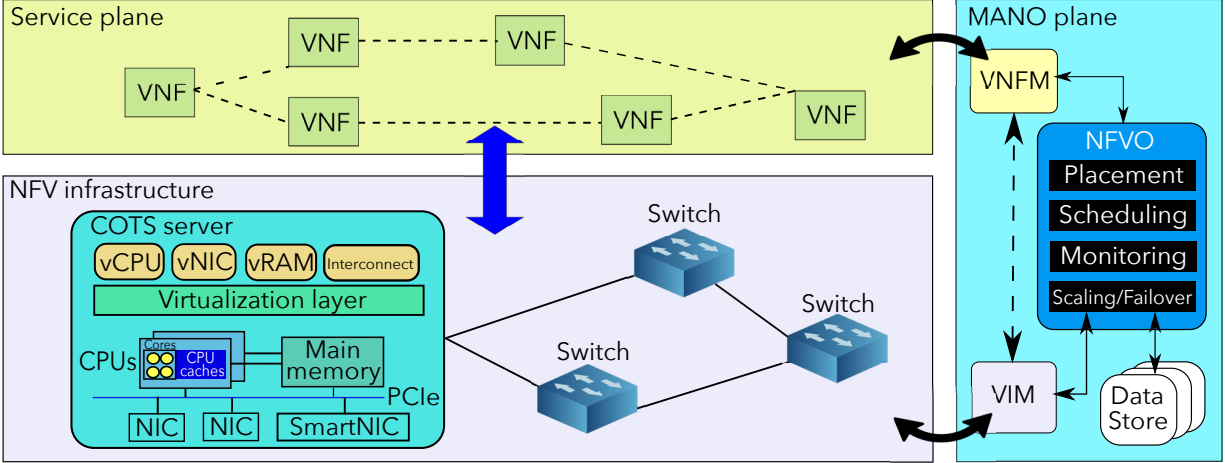 Service plane
VNF
VNF
VNF
VNF
VNF
VNF
NFV infrastructure
COTS server
vCPU
vNIC
vRAM
Interconnect
Virtualization layer
CPUs
Cores
CPU
caches
Main
memory
PCIe
NIC
NIC
SmartNIC
Switch
Switch
Switch
MANO plane
VNFM
NFVO
Placement
Scheduling
Monitoring
Scaling/Failover
VIM
Data
Store